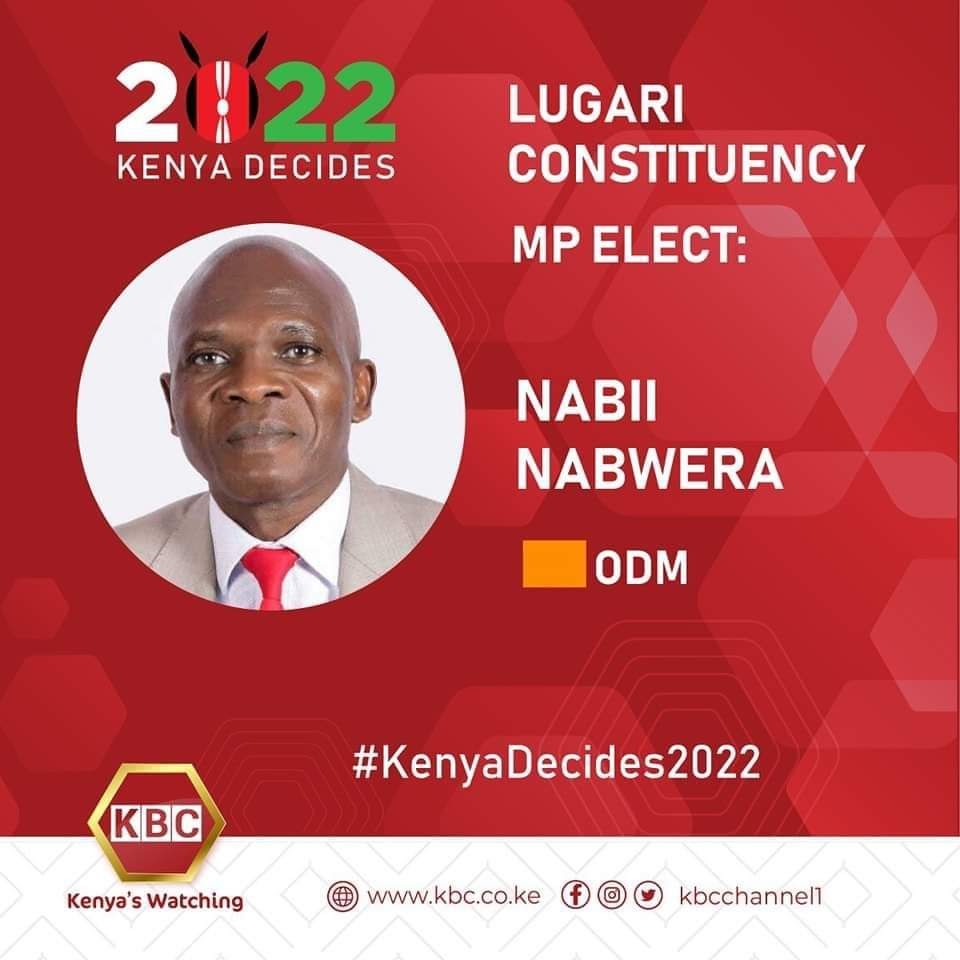 2022
KENYA DECIDES
LUGARI
CONSTITUENCY
MP ELECT:
NABII
NABWERA
ODM
#KenyaDecides2022
KBC
Kenya's Watching
www.kbc.co.ke
kbcchannel1